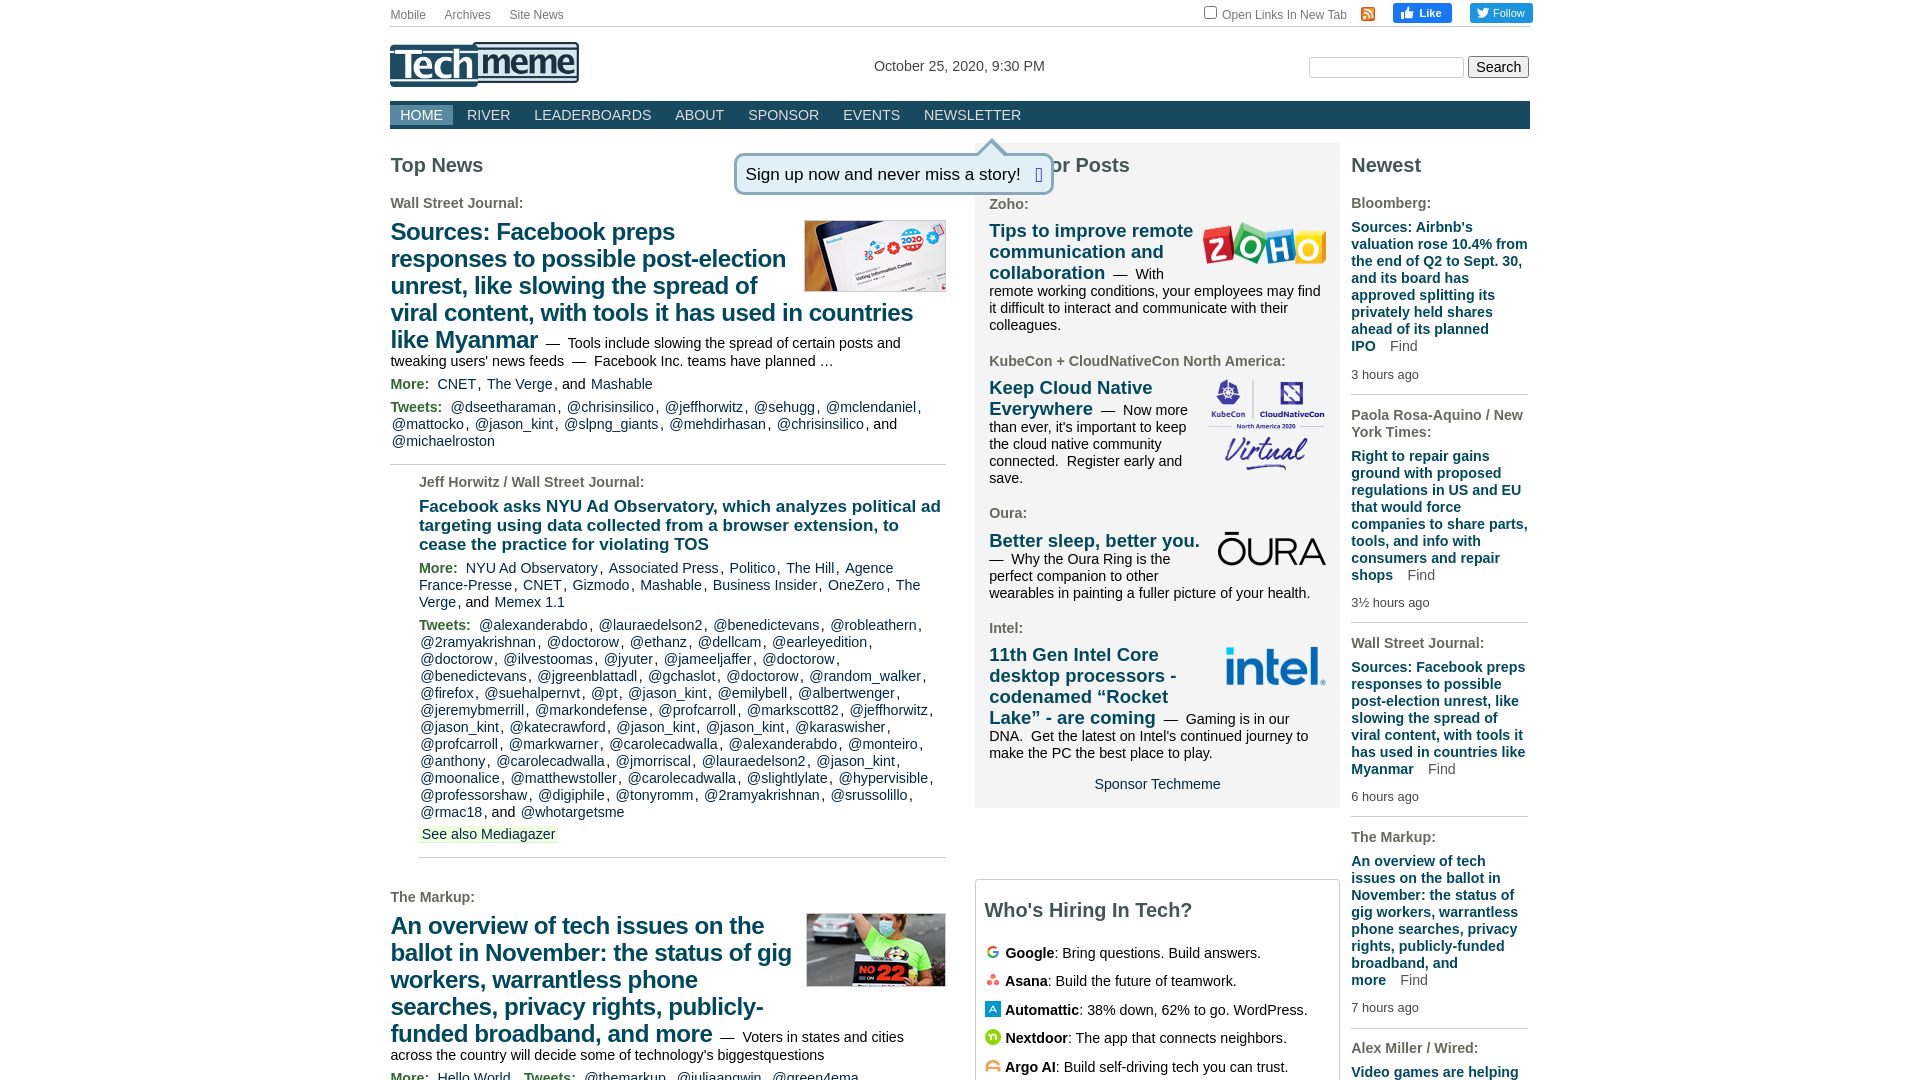 Mobile Archives Site News
Open Links In New Tab Like Follow
Techmeme
October 25, 2020, 9:30 PM
Search
HOME RIVER LEADERBOARDS ABOUT SPONSOR EVENTS NEWSLETTER
Sign up now and never miss a story!
Top News
Wall Street Journal:
Sources: Facebook preps
responses to possible post-election
unrest, like slowing the spread of
viral content, with tools it has used in countries
like Myanmar — Tools include slowing the spread of certain posts and
tweaking users' news feeds — Facebook Inc. teams have planned …
More: CNET, The Verge, and Mashable
Tweets: @dseetharaman, @chrisinsilico, @jeffhorwitz, @sehugg, @mclendaniel,
@mattocko, @jason_kint, @slpng_giants, @mehdirhasan, @chrisinsilico, and
@michaelroston
Jeff Horwitz / Wall Street Journal:
Facebook asks NYU Ad Observatory, which analyzes political ad
targeting using data collected from a browser extension, to
cease the practice for violating TOS
More: NYU Ad Observatory, Associated Press, Politico, The Hill, Agence
France-Presse, CNET, Gizmodo, Mashable, Business Insider, OneZero, The
Verge, and Memex 1.1
Tweets: @alexanderabdo, @lauraedelson2, @benedictevans, @robleathern,
@2ramyakrishnan, @doctorow, @ethanz, @dellcam, @earleyedition,
@doctorow, @ilvestoomas, @jyuter, @jameeljaffer, @doctorow,
@benedictevans, @jgreenblattadl, @gchaslot, @doctorow, @random_walker,
@firefox, @suehalpernvt, @pt, @jason_kint, @emilybell, @albertwenger,
@jeremybmerrill, @markondefense, @profcarroll, @markscott82, @jeffhorwitz,
@jason_kint, @katecrawford, @jason_kint, @jason_kint, @karaswisher,
@profcarroll, @markwarner, @carolecadwalla, @alexanderabdo, @monteiro,
@anthony, @carolecadwalla, @jmorriscal, @lauraedelson2, @jason_kint,
@moonalice, @matthewstoller, @carolecadwalla, @slightlylate, @hypervisible,
@professorshaw, @digiphile, @tonyromm, @2ramyakrishnan, @srussolillo,
@rmac18, and @whotargetsme
See also Mediagazer
The Markup:
An overview of tech issues on the
ballot in November: the status of gig
workers, warrantless phone
searches, privacy rights, publicly-
funded broadband, and more — Voters in states and cities
across the country will decide some of technology's biggestquestions
More: Hello World Tweets: @themarkup, @juliaangwin, @green4ema
NO ON 22
or Posts
Zoho:
Tips to improve remote
communication and
collaboration — With
remote working conditions, your employees may find
it difficult to interact and communicate with their
colleagues.
ZOHO
KubeCon + CloudNativeCon North America:
Keep Cloud Native
Everywhere — Now more
than ever, it's important to keep
the cloud native community
connected. Register early and
save.
KubeCon CloudNativeCon
North America 2020
Virtual
Oura:
Better sleep, better you.
— Why the Oura Ring is the
perfect companion to other
wearables in painting a fuller picture of your health.
ŌURA
Intel:
11th Gen Intel Core
desktop processors -
codenamed “Rocket
Lake” - are coming — Gaming is in our
DNA. Get the latest on Intel's continued journey to
make the PC the best place to play.
intel.
Sponsor Techmeme
Who's Hiring In Tech?
Google: Bring questions. Build answers.
Asana: Build the future of teamwork.
Automattic: 38% down, 62% to go. WordPress.
Nextdoor: The app that connects neighbors.
Argo AI: Build self-driving tech you can trust.
Newest
Bloomberg:
Sources: Airbnb's
valuation rose 10.4% from
the end of Q2 to Sept. 30,
and its board has
approved splitting its
privately held shares
ahead of its planned
IPO Find
3 hours ago
Paola Rosa-Aquino / New
York Times:
Right to repair gains
ground with proposed
regulations in US and EU
that would force
companies to share parts,
tools, and info with
consumers and repair
shops Find
3½ hours ago
Wall Street Journal:
Sources: Facebook preps
responses to possible
post-election unrest, like
slowing the spread of
viral content, with tools it
has used in countries like
Myanmar Find
6 hours ago
The Markup:
An overview of tech
issues on the ballot in
November: the status of
gig workers, warrantless
phone searches, privacy
rights, publicly-funded
broadband, and
more Find
7 hours ago
Alex Miller / Wired:
Video games are helping